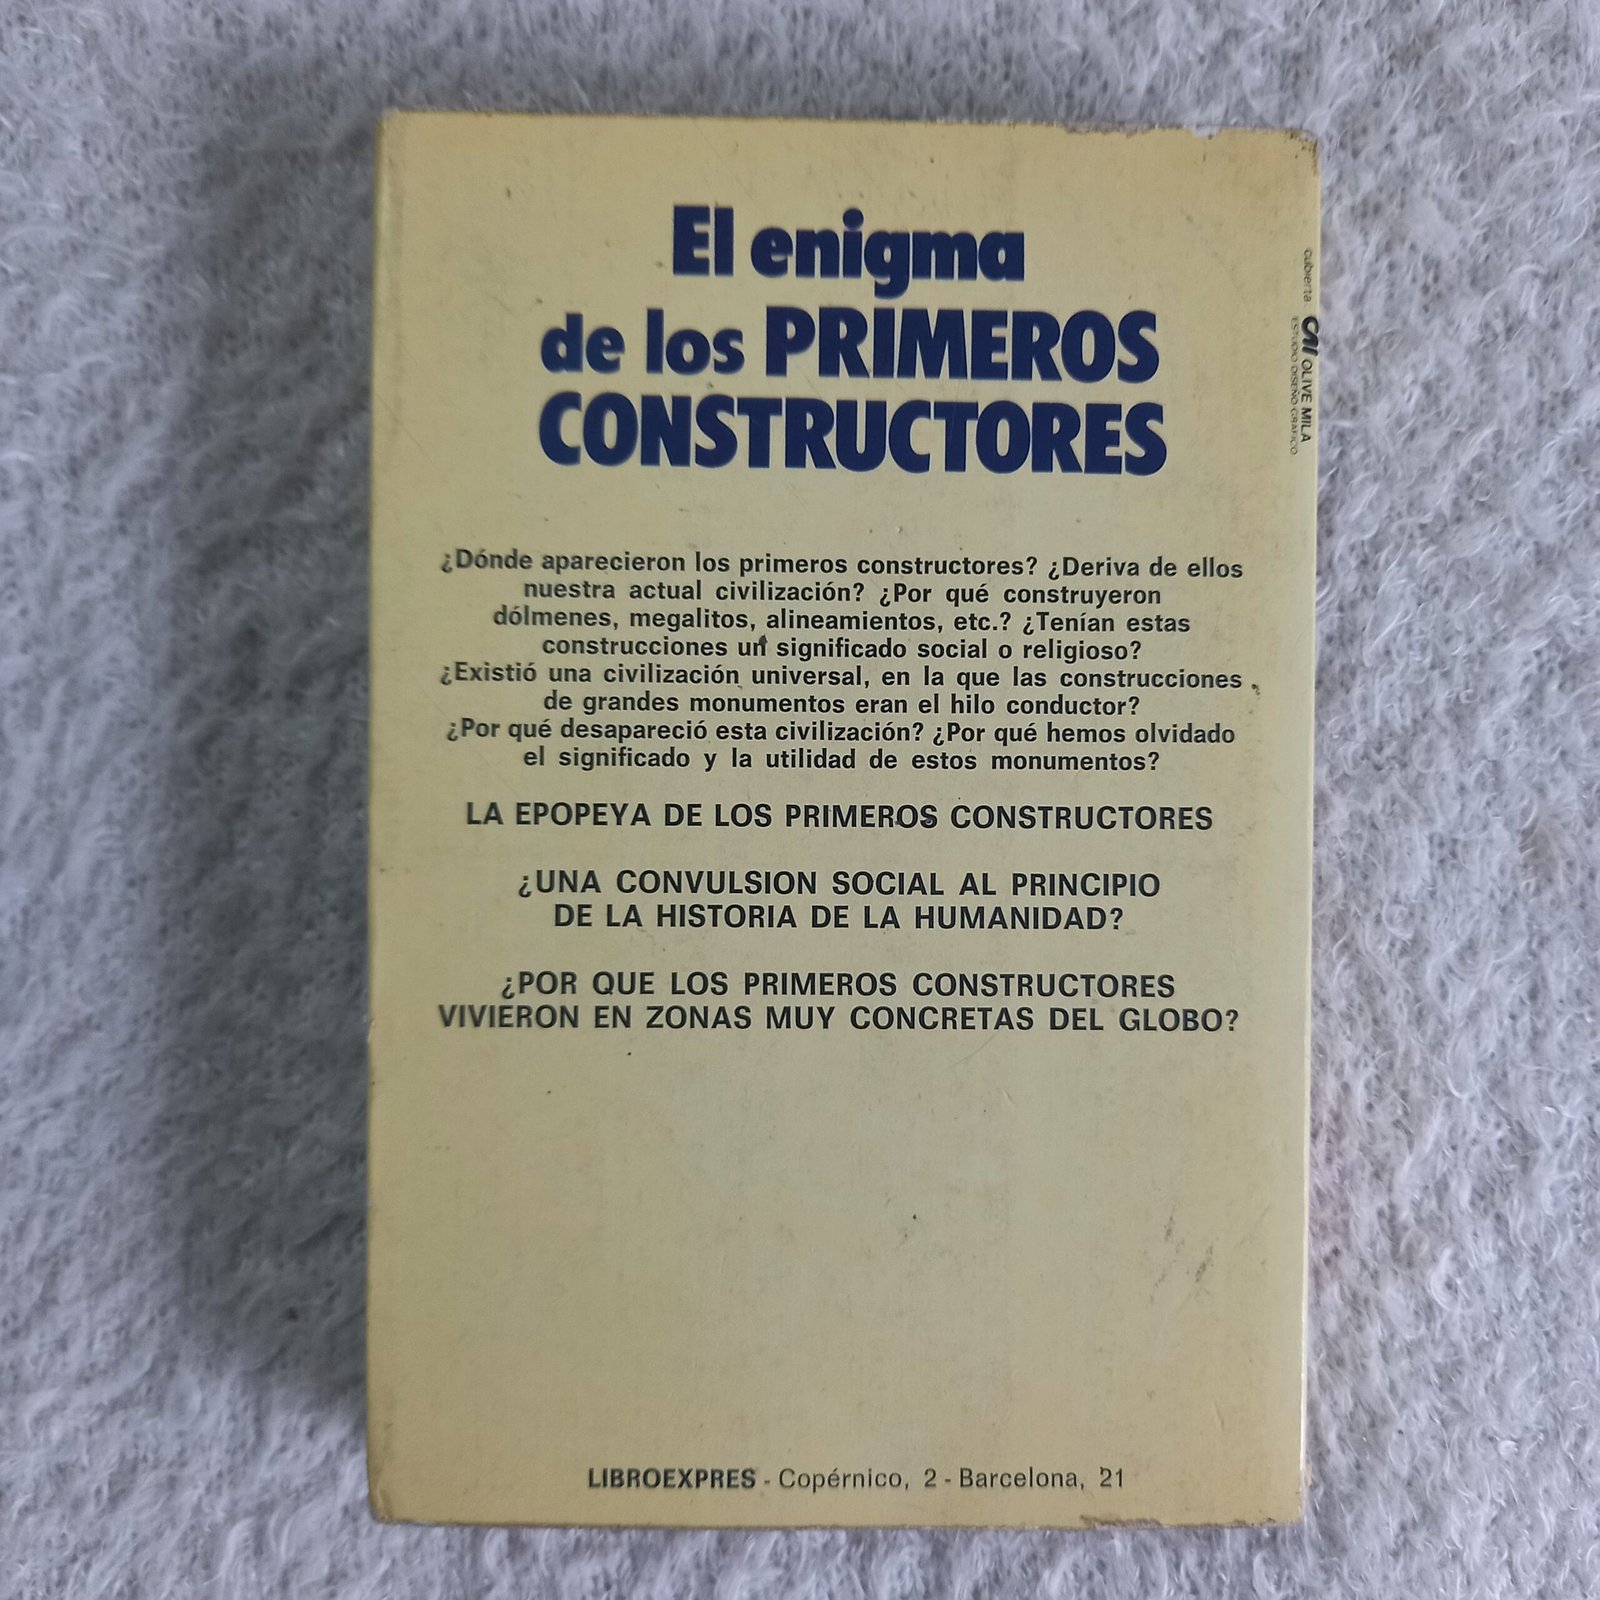 El enigma
de los PRIMEROS
CONSTRUCTORES
¿Dónde aparecieron los primeros constructores? ¿Deriva de ellos
nuestra actual civilización? ¿Por qué construyeron
dólmenes, megalitos, alineamientos, etc.? ¿Tenían estas
construcciones un significado social o religioso?
¿Existió una civilización universal, en la que las construcciones
de grandes monumentos eran el hilo conductor?
¿Por qué desapareció esta civilización? ¿Por qué hemos olvidado
el significado y la utilidad de estos monumentos?
LA EPOPEYA DE LOS PRIMEROS CONSTRUCTORES
¿UNA CONVULSION SOCIAL AL PRINCIPIO
DE LA HISTORIA DE LA HUMANIDAD?
¿POR QUE LOS PRIMEROS CONSTRUCTORES
VIVIERON EN ZONAS MUY CONCRETAS DEL GLOBO?
LIBROEXPRES - Copérnico, 2 - Barcelona, 21
cubierta OLIVE MILA
ESTUDIO DISEÑO GRAFICO